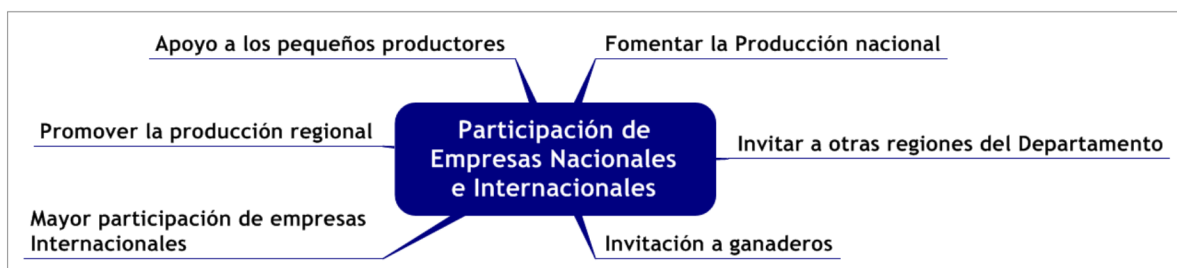 Apoyo a los pequeños productores
Fomentar la Producción nacional
Promover la producción regional
Participación de
Empresas Nacionales
e Internacionales
Invitar a otras regiones del Departamento
Mayor participación de empresas
Internacionales
Invitación a ganaderos